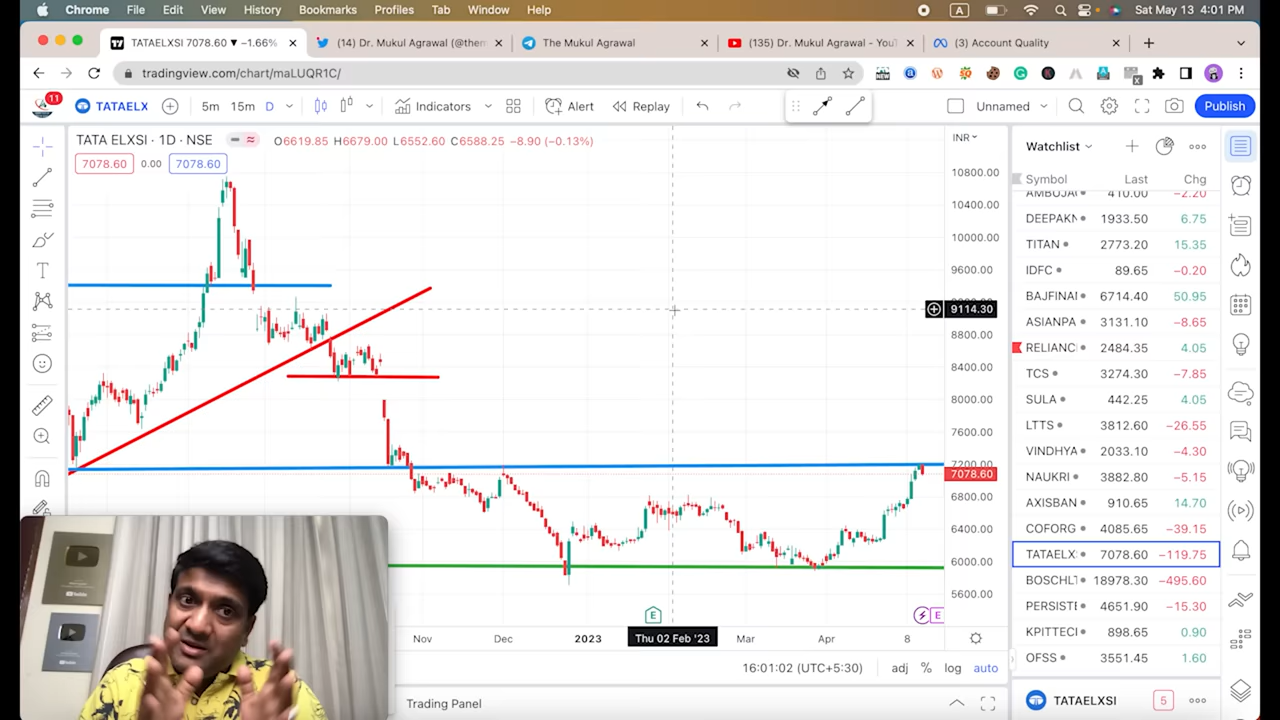 Chrome File Edit View History Bookmarks Profiles Tab Window Help A Sat May 13 4:01 PM
TATAELXSI 7078.60 ▼ −1.66% (14) Dr. Mukul Agrawal (@them The Mukul Agrawal (135) Dr. Mukul Agrawal - YouT (3) Account Quality
tradingview.com/chart/maLUQR1C/
11 TATAELX 5m 15m D Indicators Alert Replay Unnamed Publish
TATA ELXSI · 1D · NSE O6619.85 H6679.00 L6552.60 C6588.25 −8.90 (−0.13%)
7078.60 0.00 7078.60
INR
10800.00
10400.00
10000.00
9600.00
9114.30
8800.00
8400.00
8000.00
7600.00
7200.00
7078.60
6800.00
6400.00
6000.00
5600.00
E E
Nov Dec 2023 Thu 02 Feb '23 Mar Apr 8
16:01:02 (UTC+5:30) adj % log auto
Trading Panel
Watchlist
Symbol Last Chg
AMBUJA 410.00 −2.20
DEEPAKN 1933.50 6.75
TITAN 2773.20 15.35
IDFC 89.65 −0.20
BAJFINAI 6714.40 50.95
ASIANPA 3131.10 −8.65
RELIANC 2484.35 4.05
TCS 3274.30 −7.85
SULA 442.25 4.05
LTTS 3812.60 −26.55
VINDHYA 2033.10 −4.30
NAUKRI 3882.80 −5.15
AXISBAN 910.65 14.70
COFORG 4085.65 −39.15
TATAELX 7078.60 −119.75
BOSCHLT 18978.30 −495.60
PERSISTE 4651.90 −15.30
KPITTECI 898.65 0.90
OFSS 3551.45 1.60
TATAELXSI 5